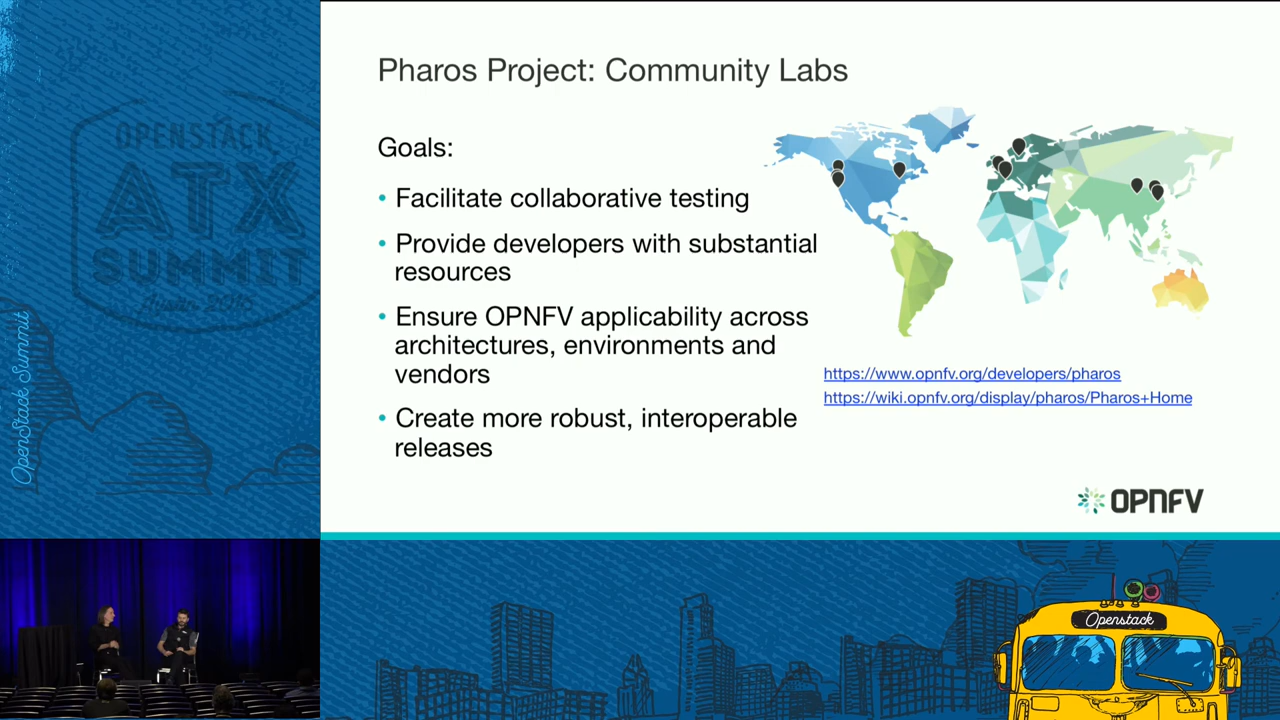 Pharos Project: Community Labs
Goals:
• Facilitate collaborative testing
• Provide developers with substantial
resources
• Ensure OPNFV applicability across
architectures, environments and
vendors
• Create more robust, interoperable
releases
https://www.opnfv.org/developers/pharos
https://wiki.opnfv.org/display/pharos/Pharos+Home
OPNFV
OPENSTACK
ATX
SUMMIT
Austin 2016
OpenStack Summit
Openstack